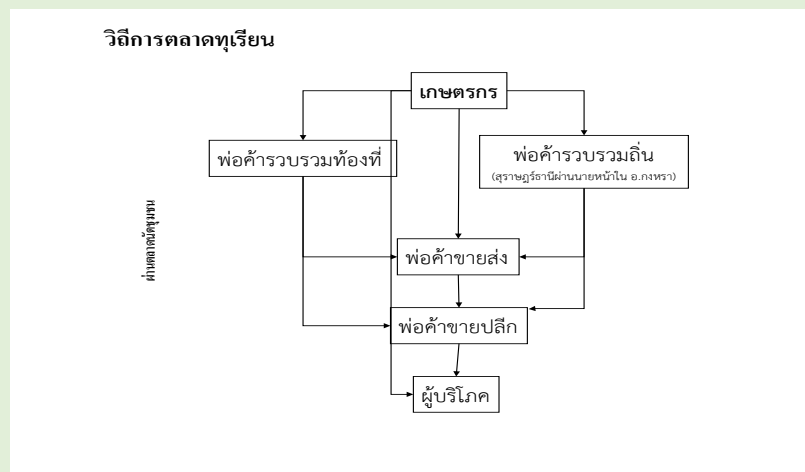 วิถีการตลาดทุเรียน
เกษตรกร
พ่อค้ารวบรวมท้องที่
พ่อค้ารวบรวมถิ่น
(สุราษฎร์ธานีผ่านนายหน้าใน อ.กงหรา)
พ่อค้าขายส่ง
พ่อค้าขายปลีก
ผู้บริโภค